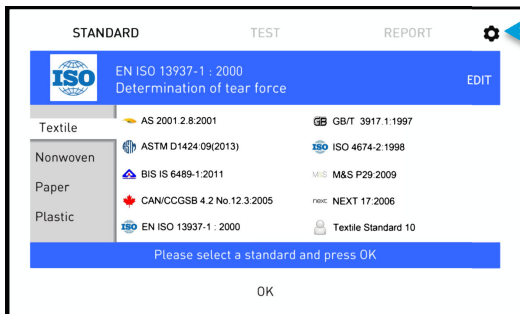 STANDARD TEST REPORT
ISO
EN ISO 13937-1 : 2000
Determination of tear force
EDIT
Textile
Nonwoven
Paper
Plastic
AS 2001.2.8:2001
ASTM D1424:09(2013)
BIS IS 6489-1:2011
CAN/CCGSB 4.2 No.12.3:2005
ISO EN ISO 13937-1 : 2000
GB GB/T 3917.1:1997
ISO ISO 4674-2:1998
M&S M&S P29:2009
next NEXT 17:2006
Textile Standard 10
Please select a standard and press OK
OK